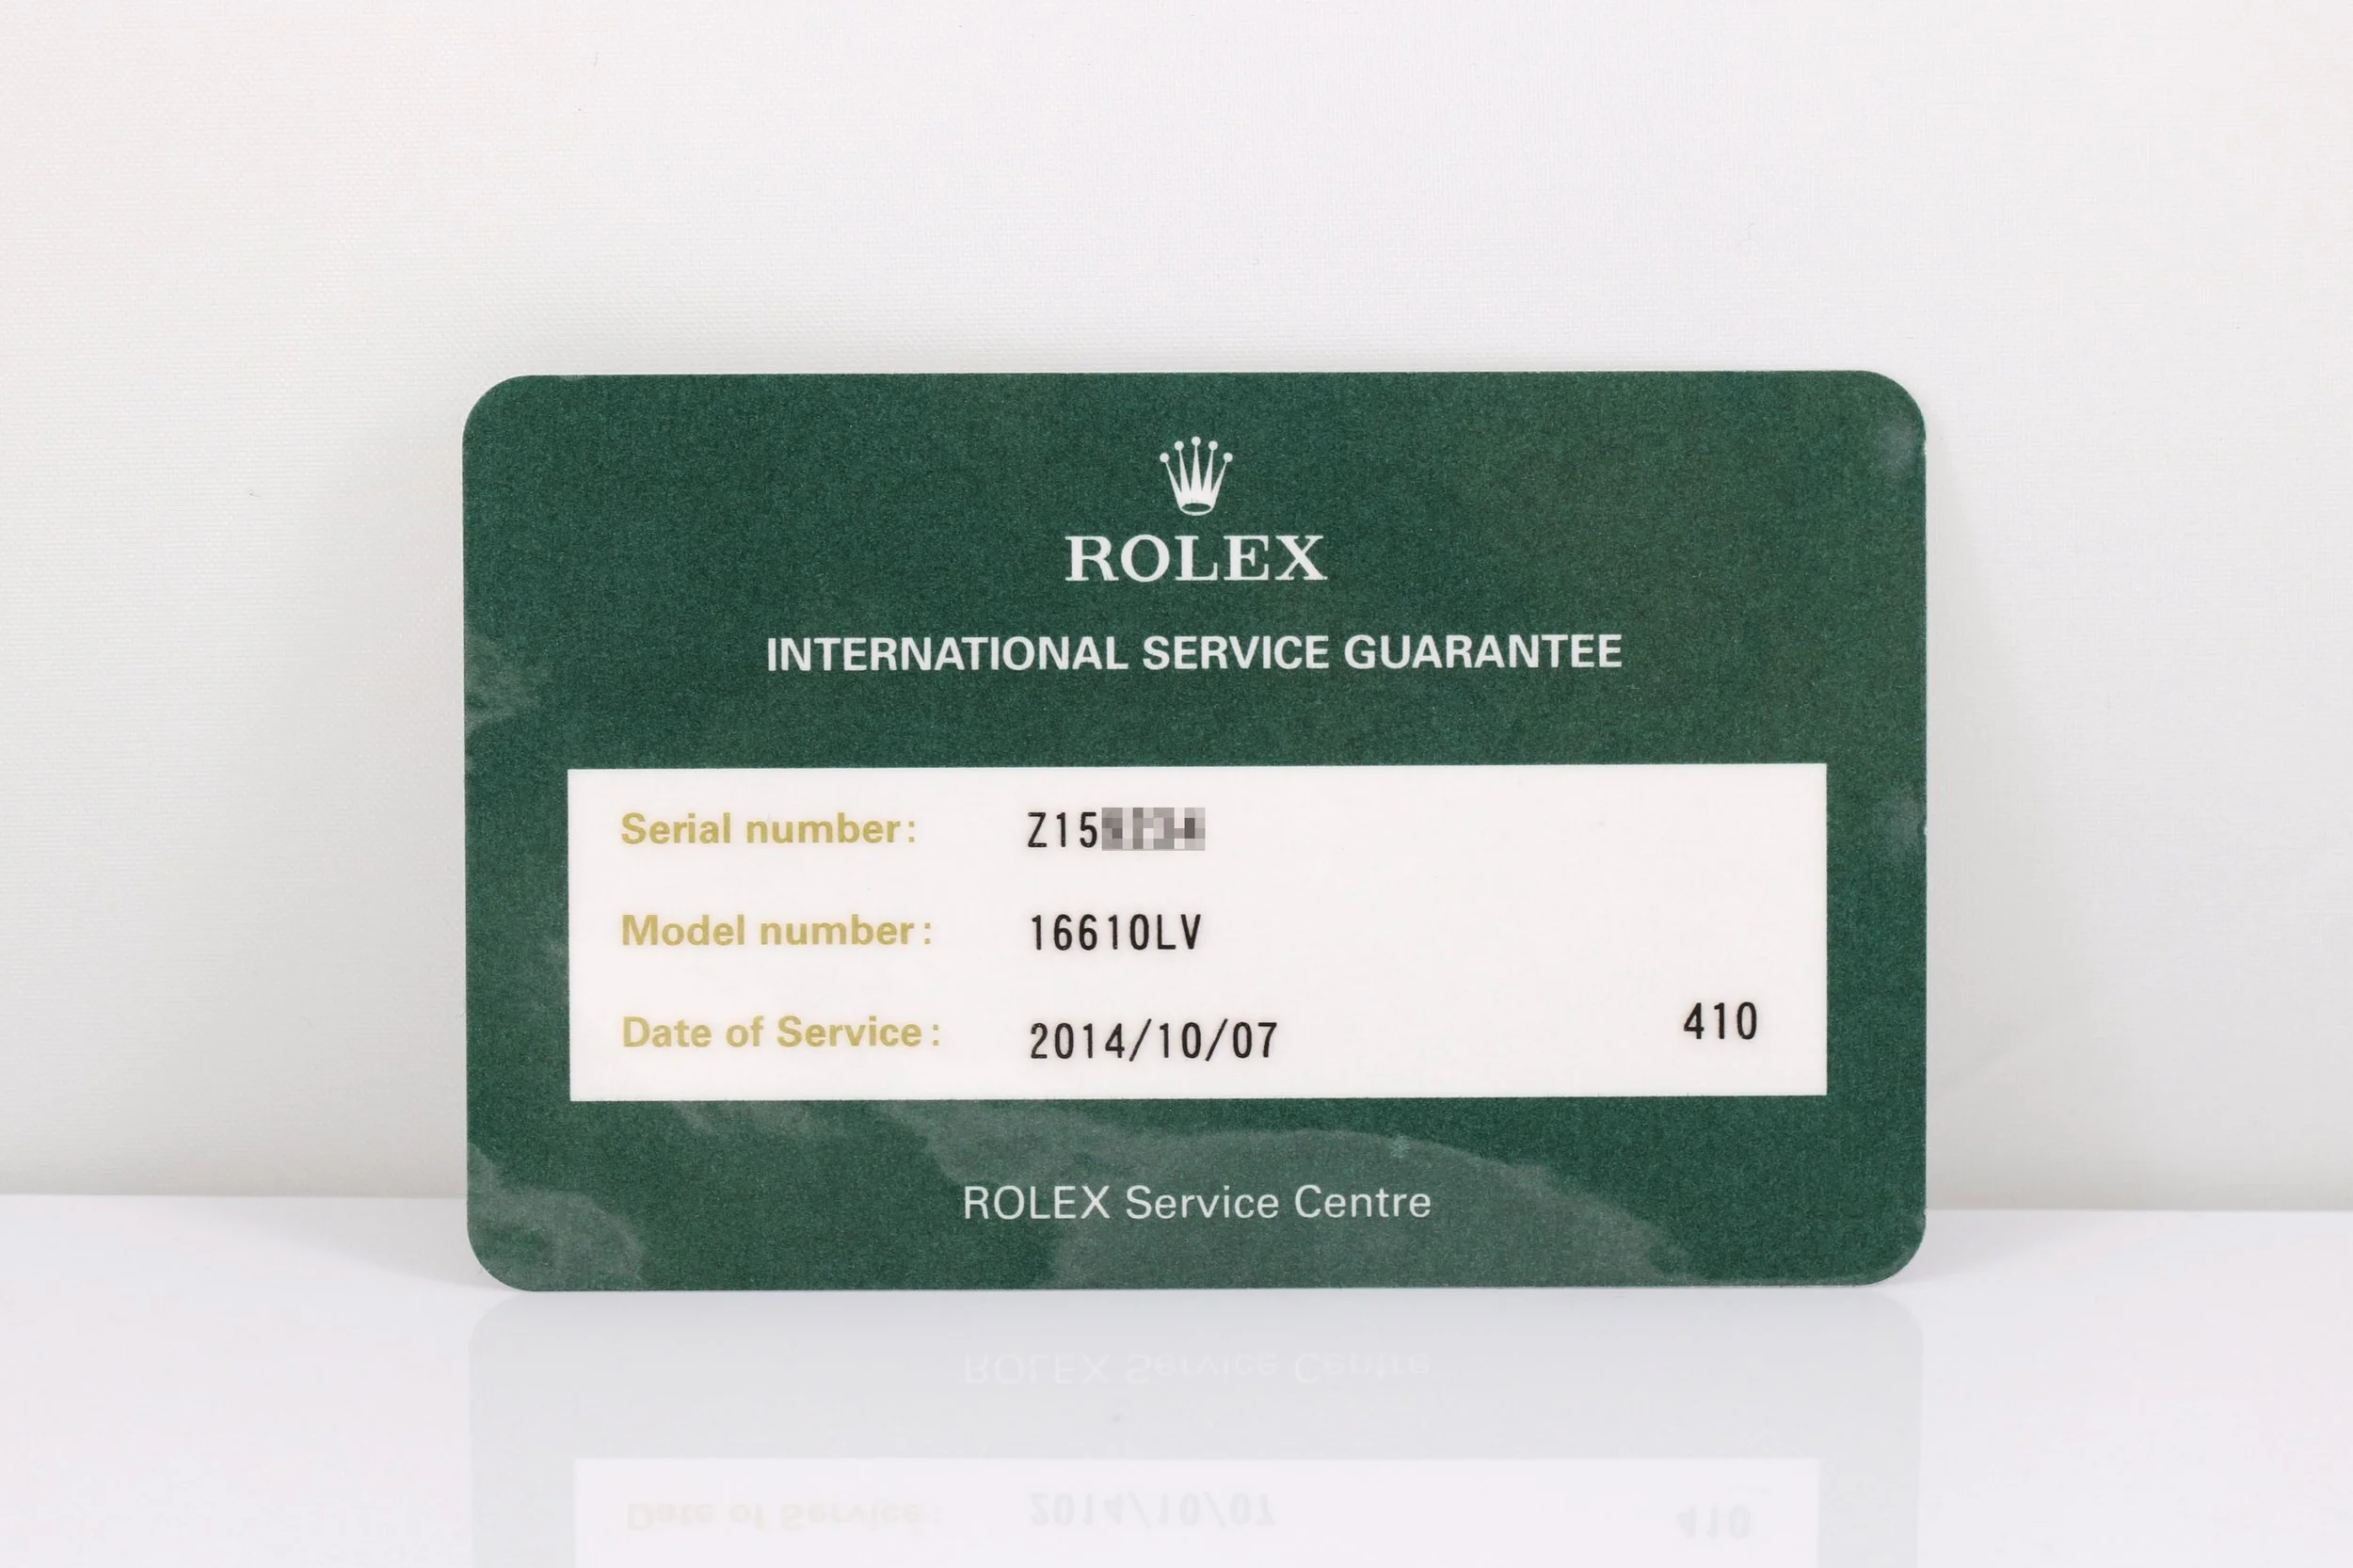 ROLEX
INTERNATIONAL SERVICE GUARANTEE
Serial number: Z15
Model number: 16610LV
Date of Service: 2014/10/07 410
ROLEX Service Centre